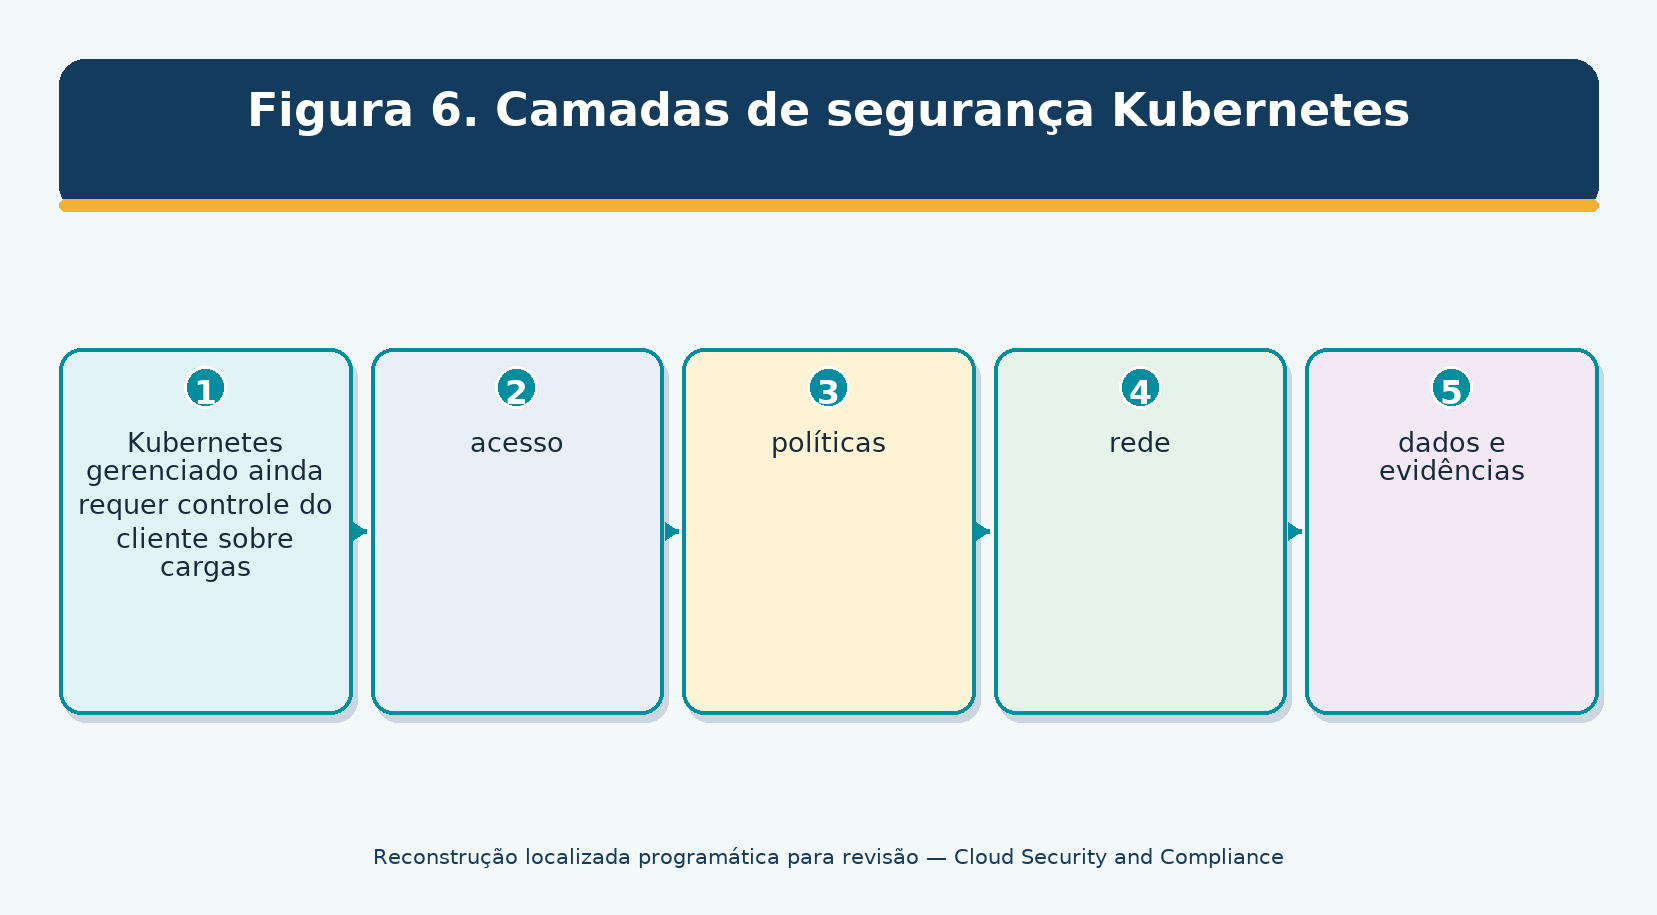 Figura 6. Camadas de segurança Kubernetes
1
Kubernetes
gerenciado ainda
requer controle do
cliente sobre
cargas
2
acesso
3
políticas
4
rede
5
dados e
evidências
Reconstrução localizada programática para revisão — Cloud Security and Compliance